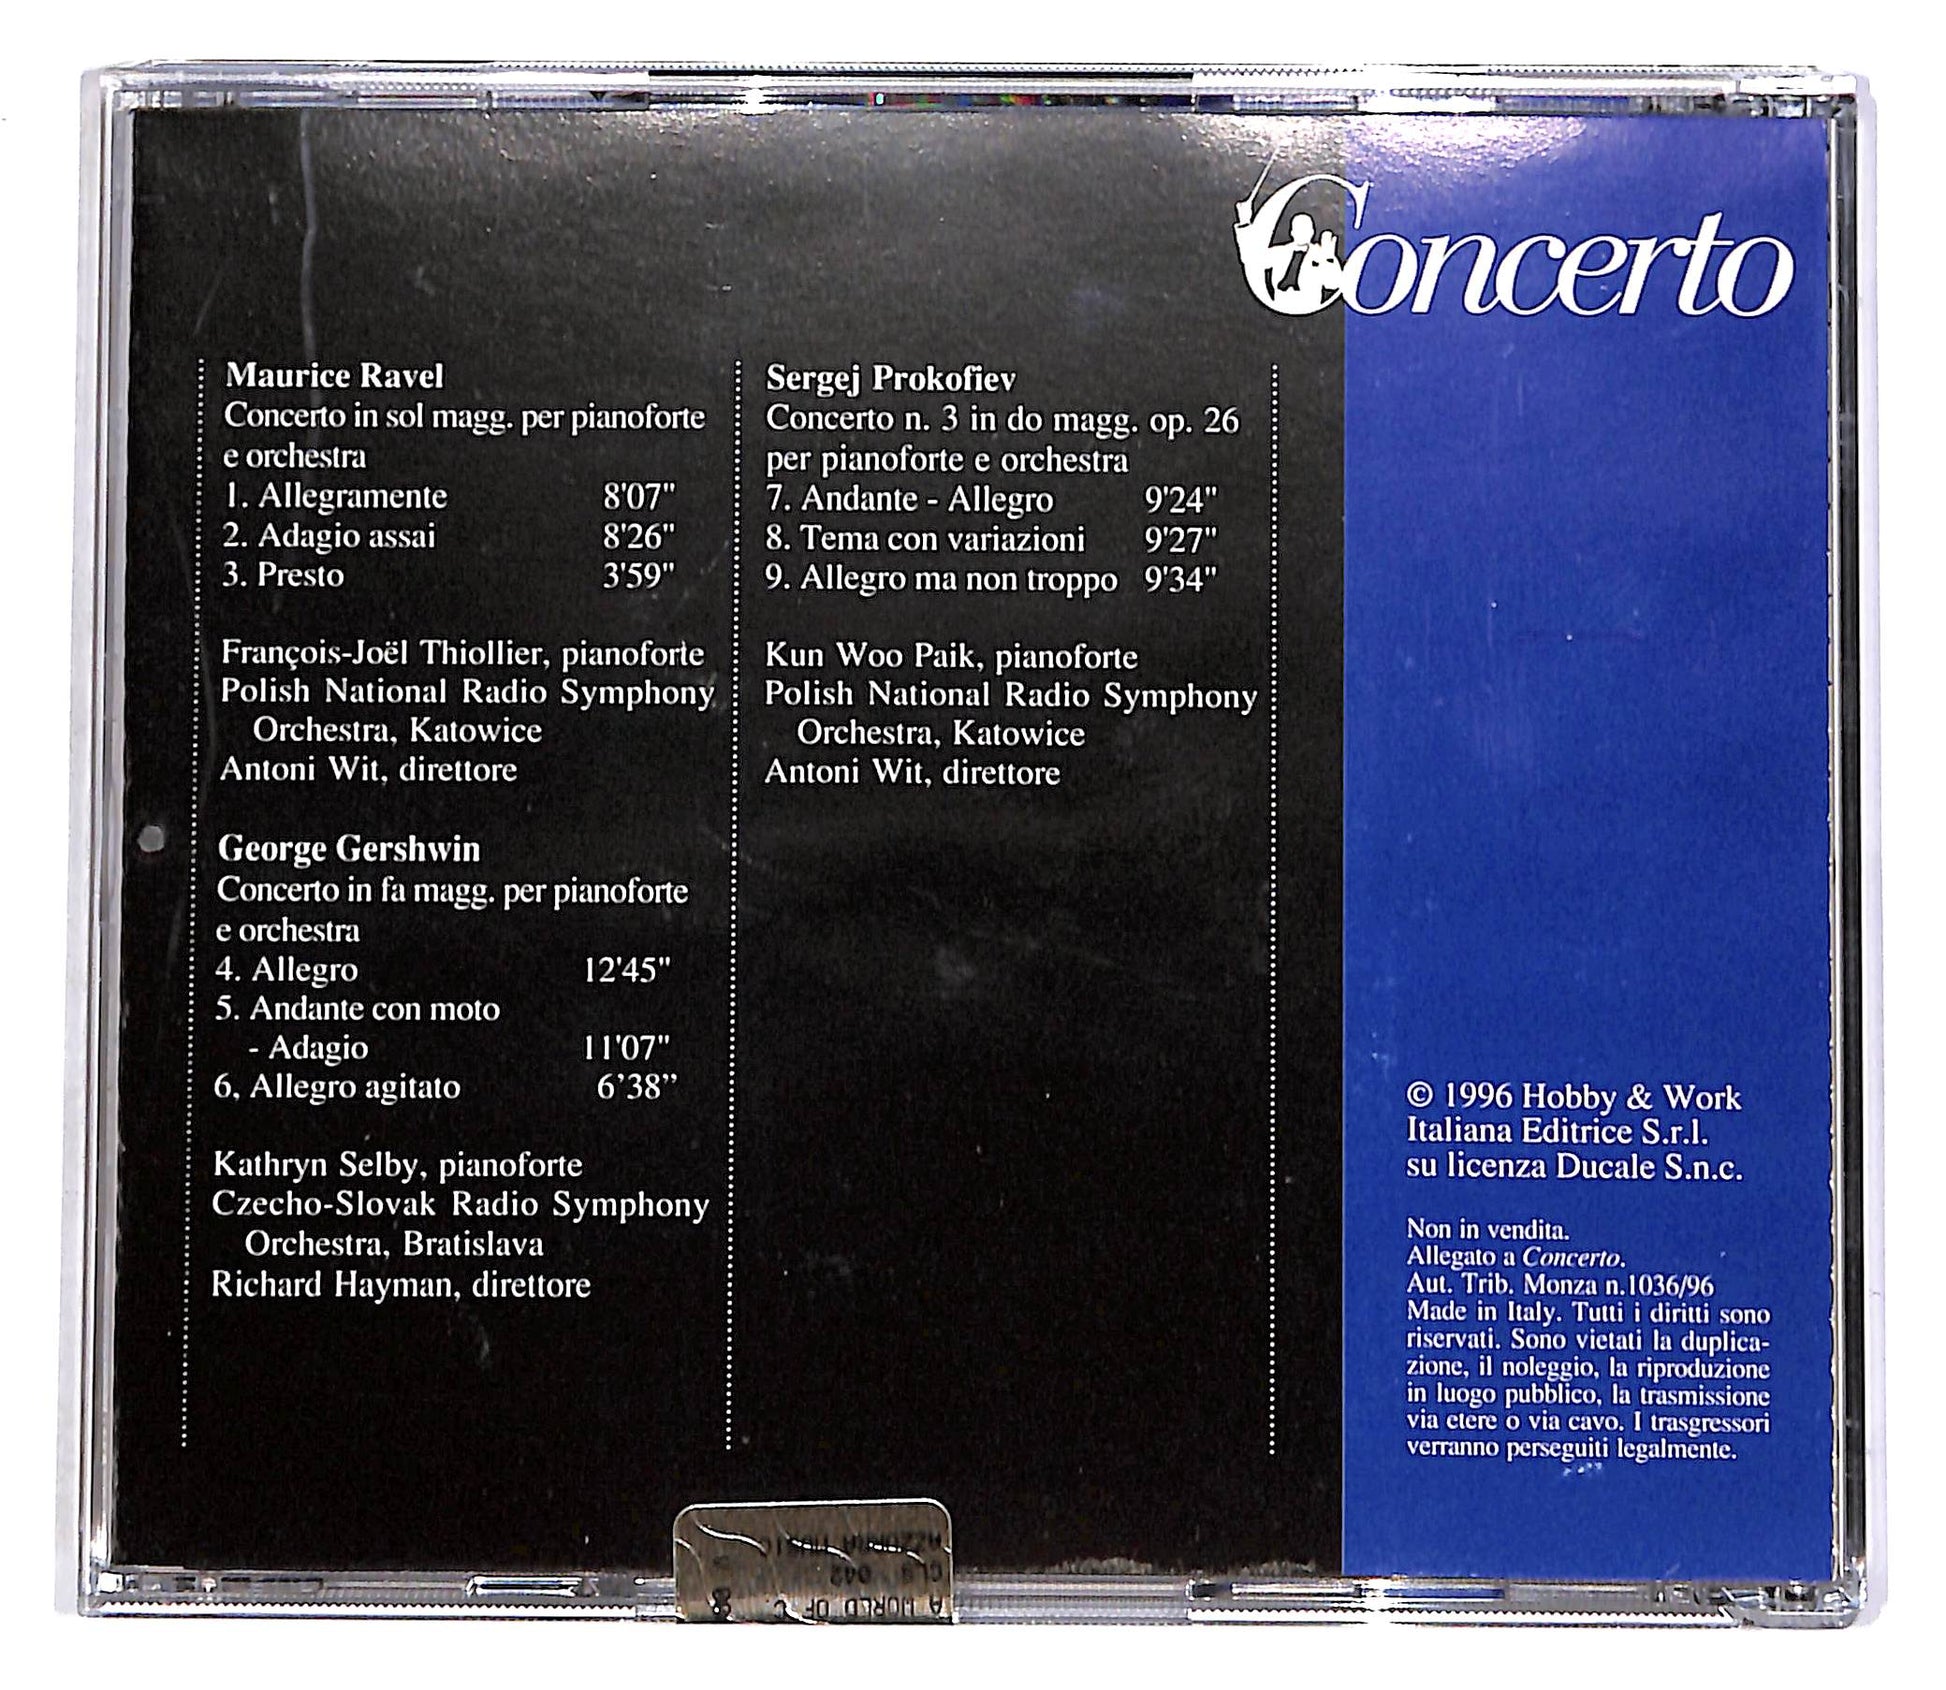 Concerto
Maurice Ravel
Concerto in sol magg. per pianoforte
e orchestra
1. Allegramente 8'07"
2. Adagio assai 8'26"
3. Presto 3'59"
François-Joël Thiollier, pianoforte
Polish National Radio Symphony
Orchestra, Katowice
Antoni Wit, direttore
George Gershwin
Concerto in fa magg. per pianoforte
e orchestra
4. Allegro 12'45"
5. Andante con moto
- Adagio 11'07"
6, Allegro agitato 6’38”
Kathryn Selby, pianoforte
Czecho-Slovak Radio Symphony
Orchestra, Bratislava
Richard Hayman, direttore
Sergej Prokofiev
Concerto n. 3 in do magg. op. 26
per pianoforte e orchestra
7. Andante - Allegro 9'24"
8. Tema con variazioni 9'27"
9. Allegro ma non troppo 9'34"
Kun Woo Paik, pianoforte
Polish National Radio Symphony
Orchestra, Katowice
Antoni Wit, direttore
© 1996 Hobby & Work
Italiana Editrice S.r.l.
su licenza Ducale S.n.c.
Non in vendita.
Allegato a Concerto.
Aut. Trib. Monza n.1036/96
Made in Italy. Tutti i diritti sono
riservati. Sono vietati la duplica-
zione, il noleggio, la riproduzione
in luogo pubblico, la trasmissione
via etere o via cavo. I trasgressori
verranno perseguiti legalmente.
A WORLD OF
042